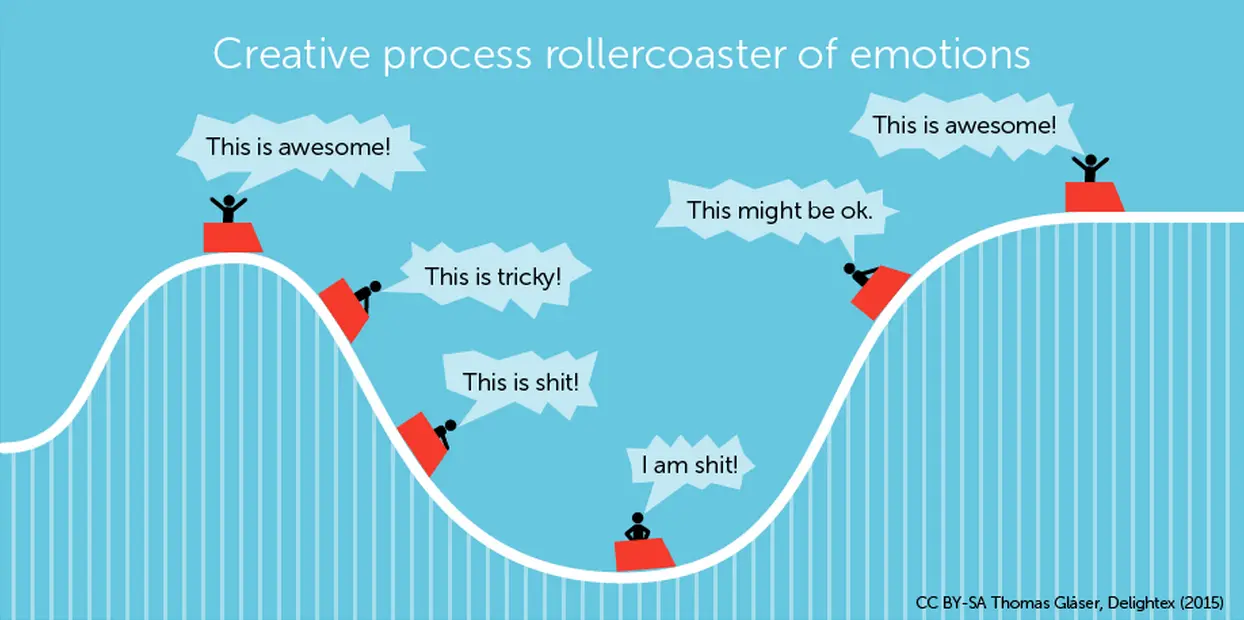 Creative process rollercoaster of emotions
This is awesome!
This is tricky!
This is shit!
I am shit!
This might be ok.
This is awesome!
CC BY-SA Thomas Gläser, Delightex (2015)